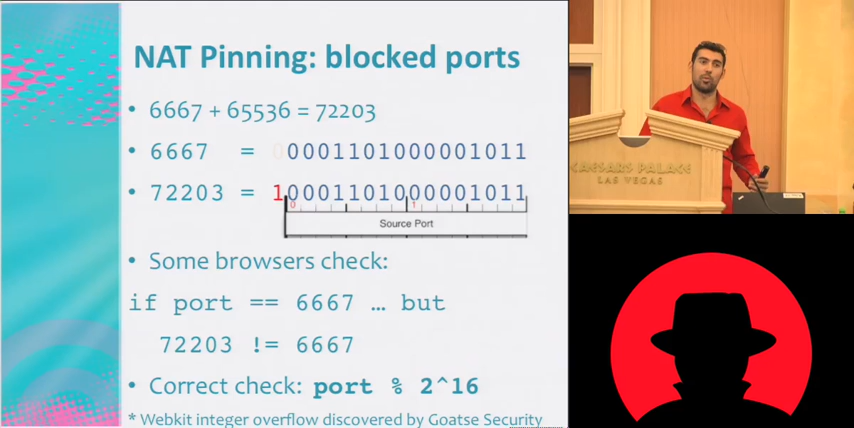 NAT Pinning: blocked ports
• 6667 + 65536 = 72203
• 6667 = 00001101000001011
• 72203 = 10001101000001011
0 1
Source Port
• Some browsers check:
if port == 6667 … but
72203 != 6667
• Correct check: port % 2^16
* Webkit integer overflow discovered by Goatse Security
CAESARS PALACE
LAS VEGAS